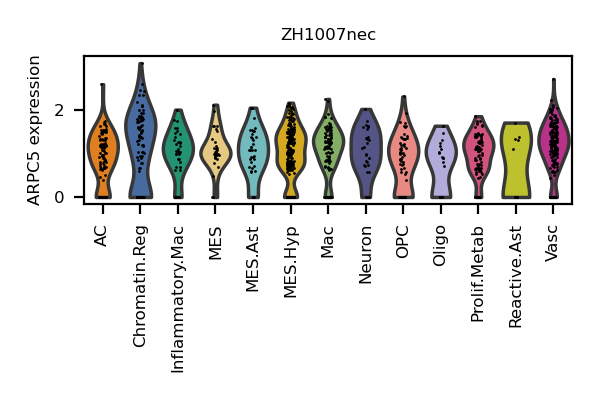 ZH1007nec
ARPC5 expression
2
0
AC
Chromatin.Reg
Inflammatory.Mac
MES
MES.Ast
MES.Hyp
Mac
Neuron
OPC
Oligo
Prolif.Metab
Reactive.Ast
Vasc